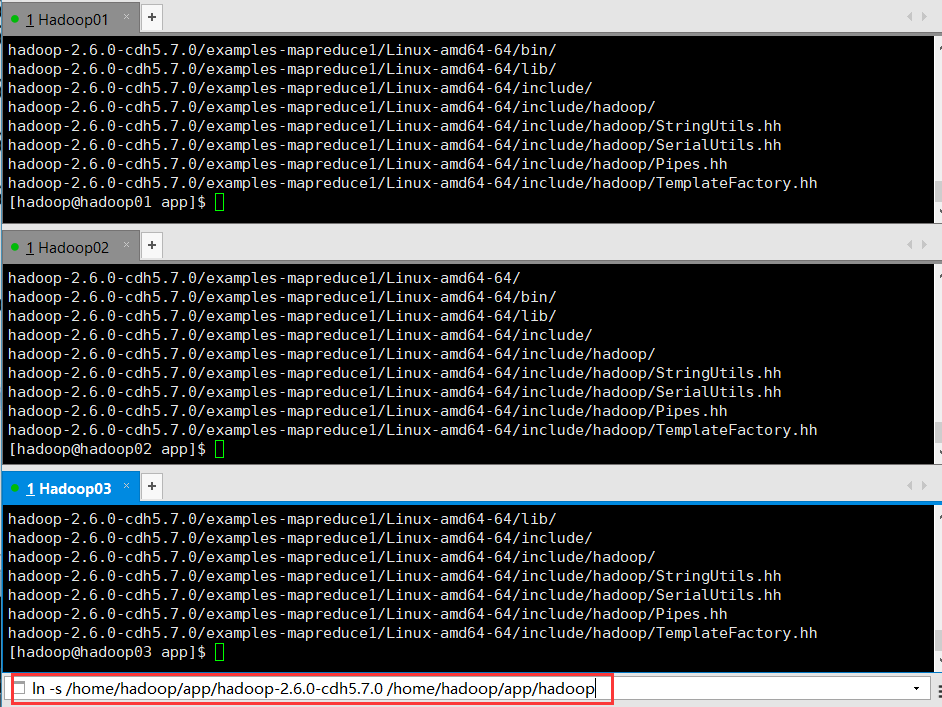 1 Hadoop01 × +
hadoop-2.6.0-cdh5.7.0/examples-mapreduce1/Linux-amd64-64/bin/
hadoop-2.6.0-cdh5.7.0/examples-mapreduce1/Linux-amd64-64/lib/
hadoop-2.6.0-cdh5.7.0/examples-mapreduce1/Linux-amd64-64/include/
hadoop-2.6.0-cdh5.7.0/examples-mapreduce1/Linux-amd64-64/include/hadoop/
hadoop-2.6.0-cdh5.7.0/examples-mapreduce1/Linux-amd64-64/include/hadoop/StringUtils.hh
hadoop-2.6.0-cdh5.7.0/examples-mapreduce1/Linux-amd64-64/include/hadoop/SerialUtils.hh
hadoop-2.6.0-cdh5.7.0/examples-mapreduce1/Linux-amd64-64/include/hadoop/Pipes.hh
hadoop-2.6.0-cdh5.7.0/examples-mapreduce1/Linux-amd64-64/include/hadoop/TemplateFactory.hh
[hadoop@hadoop01 app]$
1 Hadoop02 × +
hadoop-2.6.0-cdh5.7.0/examples-mapreduce1/Linux-amd64-64/
hadoop-2.6.0-cdh5.7.0/examples-mapreduce1/Linux-amd64-64/bin/
hadoop-2.6.0-cdh5.7.0/examples-mapreduce1/Linux-amd64-64/lib/
hadoop-2.6.0-cdh5.7.0/examples-mapreduce1/Linux-amd64-64/include/
hadoop-2.6.0-cdh5.7.0/examples-mapreduce1/Linux-amd64-64/include/hadoop/
hadoop-2.6.0-cdh5.7.0/examples-mapreduce1/Linux-amd64-64/include/hadoop/StringUtils.hh
hadoop-2.6.0-cdh5.7.0/examples-mapreduce1/Linux-amd64-64/include/hadoop/SerialUtils.hh
hadoop-2.6.0-cdh5.7.0/examples-mapreduce1/Linux-amd64-64/include/hadoop/Pipes.hh
hadoop-2.6.0-cdh5.7.0/examples-mapreduce1/Linux-amd64-64/include/hadoop/TemplateFactory.hh
[hadoop@hadoop02 app]$
1 Hadoop03 × +
hadoop-2.6.0-cdh5.7.0/examples-mapreduce1/Linux-amd64-64/lib/
hadoop-2.6.0-cdh5.7.0/examples-mapreduce1/Linux-amd64-64/include/
hadoop-2.6.0-cdh5.7.0/examples-mapreduce1/Linux-amd64-64/include/hadoop/
hadoop-2.6.0-cdh5.7.0/examples-mapreduce1/Linux-amd64-64/include/hadoop/StringUtils.hh
hadoop-2.6.0-cdh5.7.0/examples-mapreduce1/Linux-amd64-64/include/hadoop/SerialUtils.hh
hadoop-2.6.0-cdh5.7.0/examples-mapreduce1/Linux-amd64-64/include/hadoop/Pipes.hh
hadoop-2.6.0-cdh5.7.0/examples-mapreduce1/Linux-amd64-64/include/hadoop/TemplateFactory.hh
[hadoop@hadoop03 app]$
ln -s /home/hadoop/app/hadoop-2.6.0-cdh5.7.0 /home/hadoop/app/hadoop